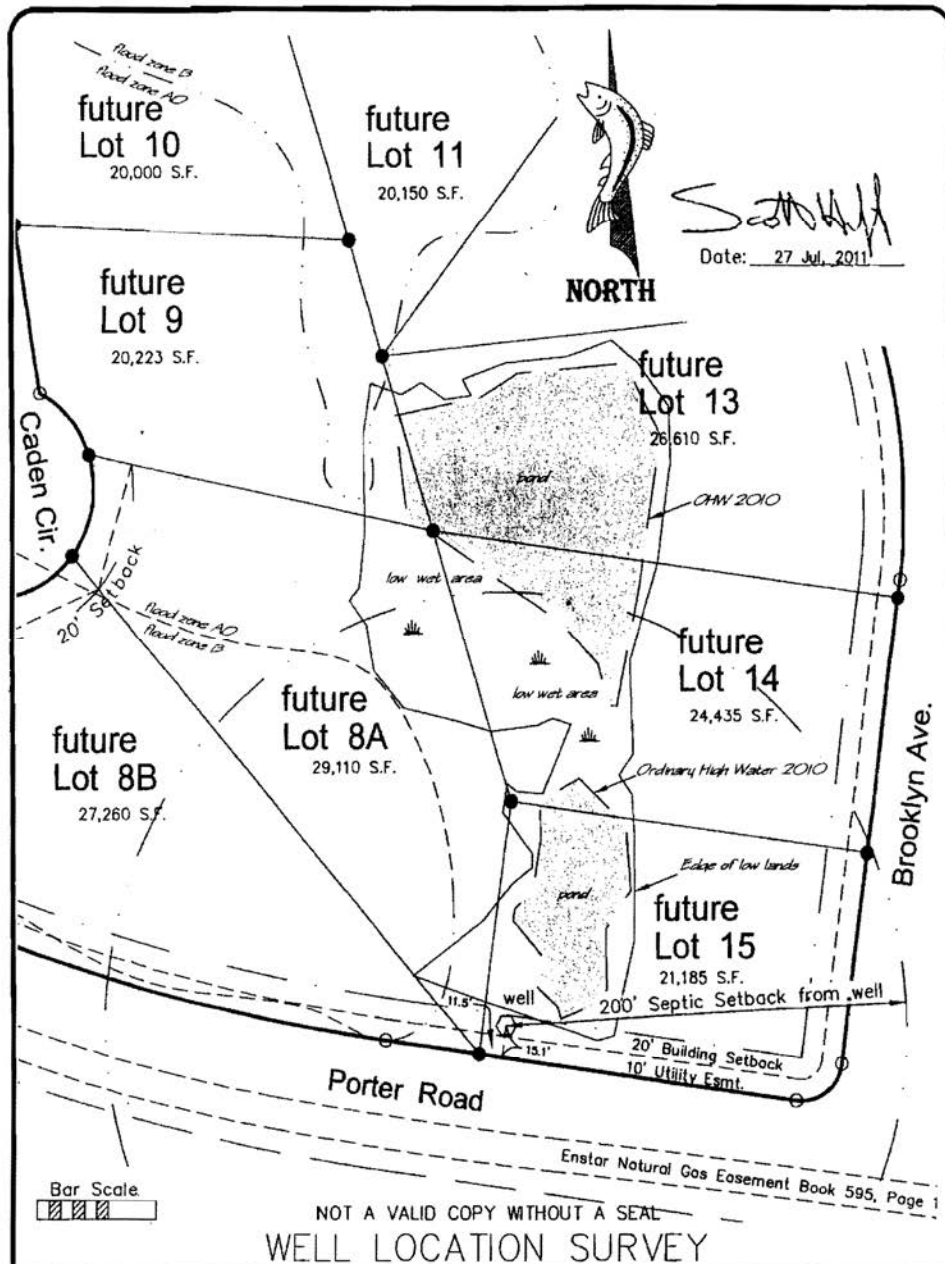 flood zone B
flood zone AO
future
Lot 10
20,000 S.F.
future
Lot 11
20,150 S.F.
Date: 27 Jul, 2011
NORTH
future
Lot 9
20,223 S.F.
future
Lot 13
26,610 S.F.
Caden Cir.
pond
OHW 2010
20' Setback
low wet area
flood zone AO
flood zone B
future
Lot 14
24,435 S.F.
low wet area
future
Lot 8A
29,110 S.F.
future
Lot 8B
27,260 S.F.
Ordinary High Water 2010
Brooklyn Ave.
Edge of low lands
pond
future
Lot 15
21,185 S.F.
11.5'
well
200' Septic Setback from well
15.1'
20' Building Setback
10' Utility Esmt.
Porter Road
Enstar Natural Gas Easement Book 595, Page 1
Bar Scale
NOT A VALID COPY WITHOUT A SEAL
WELL LOCATION SURVEY